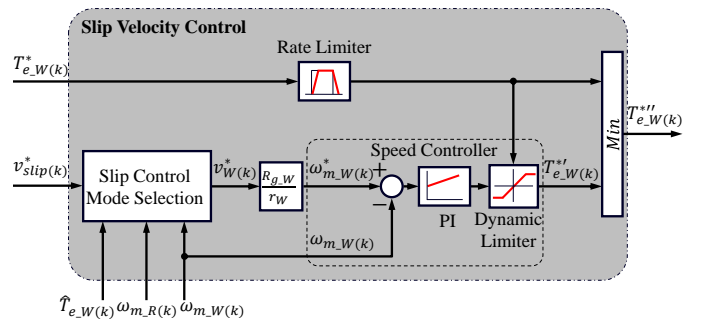 Slip Velocity Control
Rate Limiter
T*e_W(k)
T*''e_W(k)
Min
Speed Controller
v*slip(k)
Slip Control
Mode Selection
v*W(k)
Rg_W
rW
ω*m_W(k)
+
−
PI
T*'e_W(k)
Dynamic
Limiter
ωm_W(k)
T̂e_W(k) ωm_R(k) ωm_W(k)